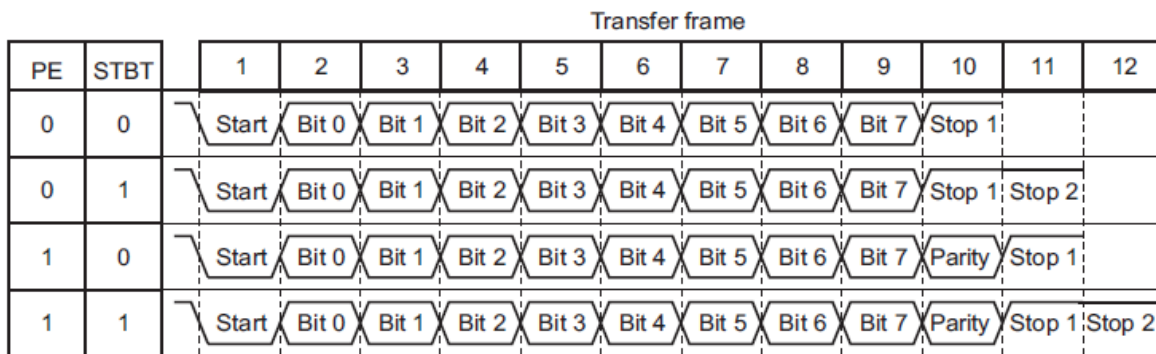 Transfer frame
PE STBT 1 2 3 4 5 6 7 8 9 10 11 12
0 0 Start Bit 0 Bit 1 Bit 2 Bit 3 Bit 4 Bit 5 Bit 6 Bit 7 Stop 1
0 1 Start Bit 0 Bit 1 Bit 2 Bit 3 Bit 4 Bit 5 Bit 6 Bit 7 Stop 1 Stop 2
1 0 Start Bit 0 Bit 1 Bit 2 Bit 3 Bit 4 Bit 5 Bit 6 Bit 7 Parity Stop 1
1 1 Start Bit 0 Bit 1 Bit 2 Bit 3 Bit 4 Bit 5 Bit 6 Bit 7 Parity Stop 1 Stop 2